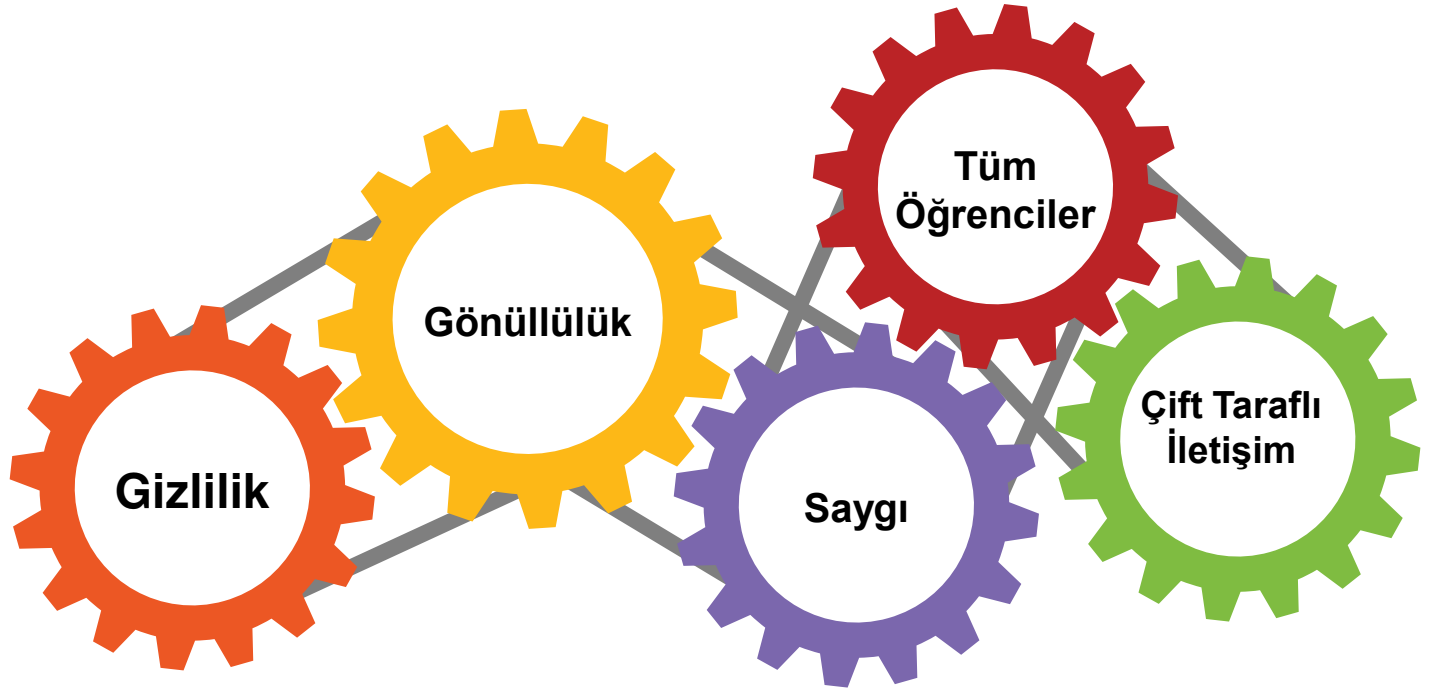 Gizlilik
Gönüllülük
Saygı
Tüm
Öğrenciler
Çift Taraflı
İletişim